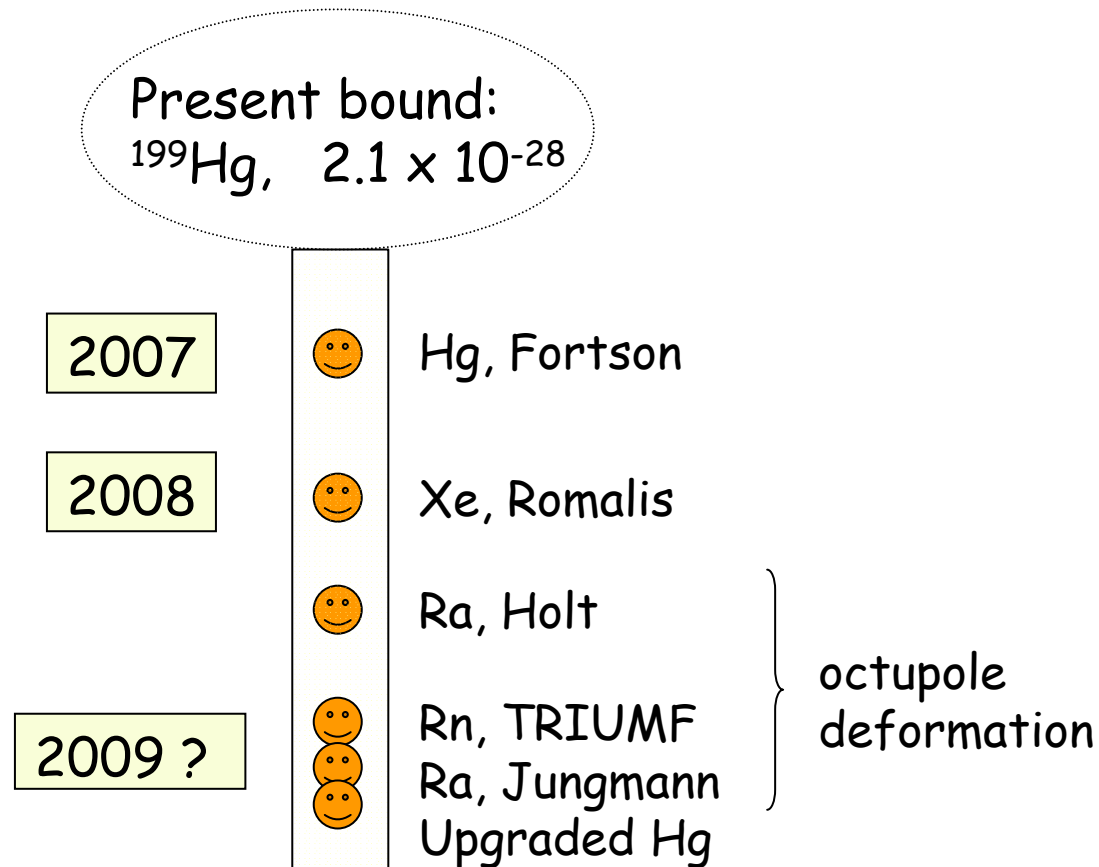 Present bound:
¹⁹⁹Hg, 2.1 x 10⁻²⁸
2007
Hg, Fortson
2008
Xe, Romalis
Ra, Holt
octupole
deformation
Rn, TRIUMF
2009 ?
Ra, Jungmann
Upgraded Hg